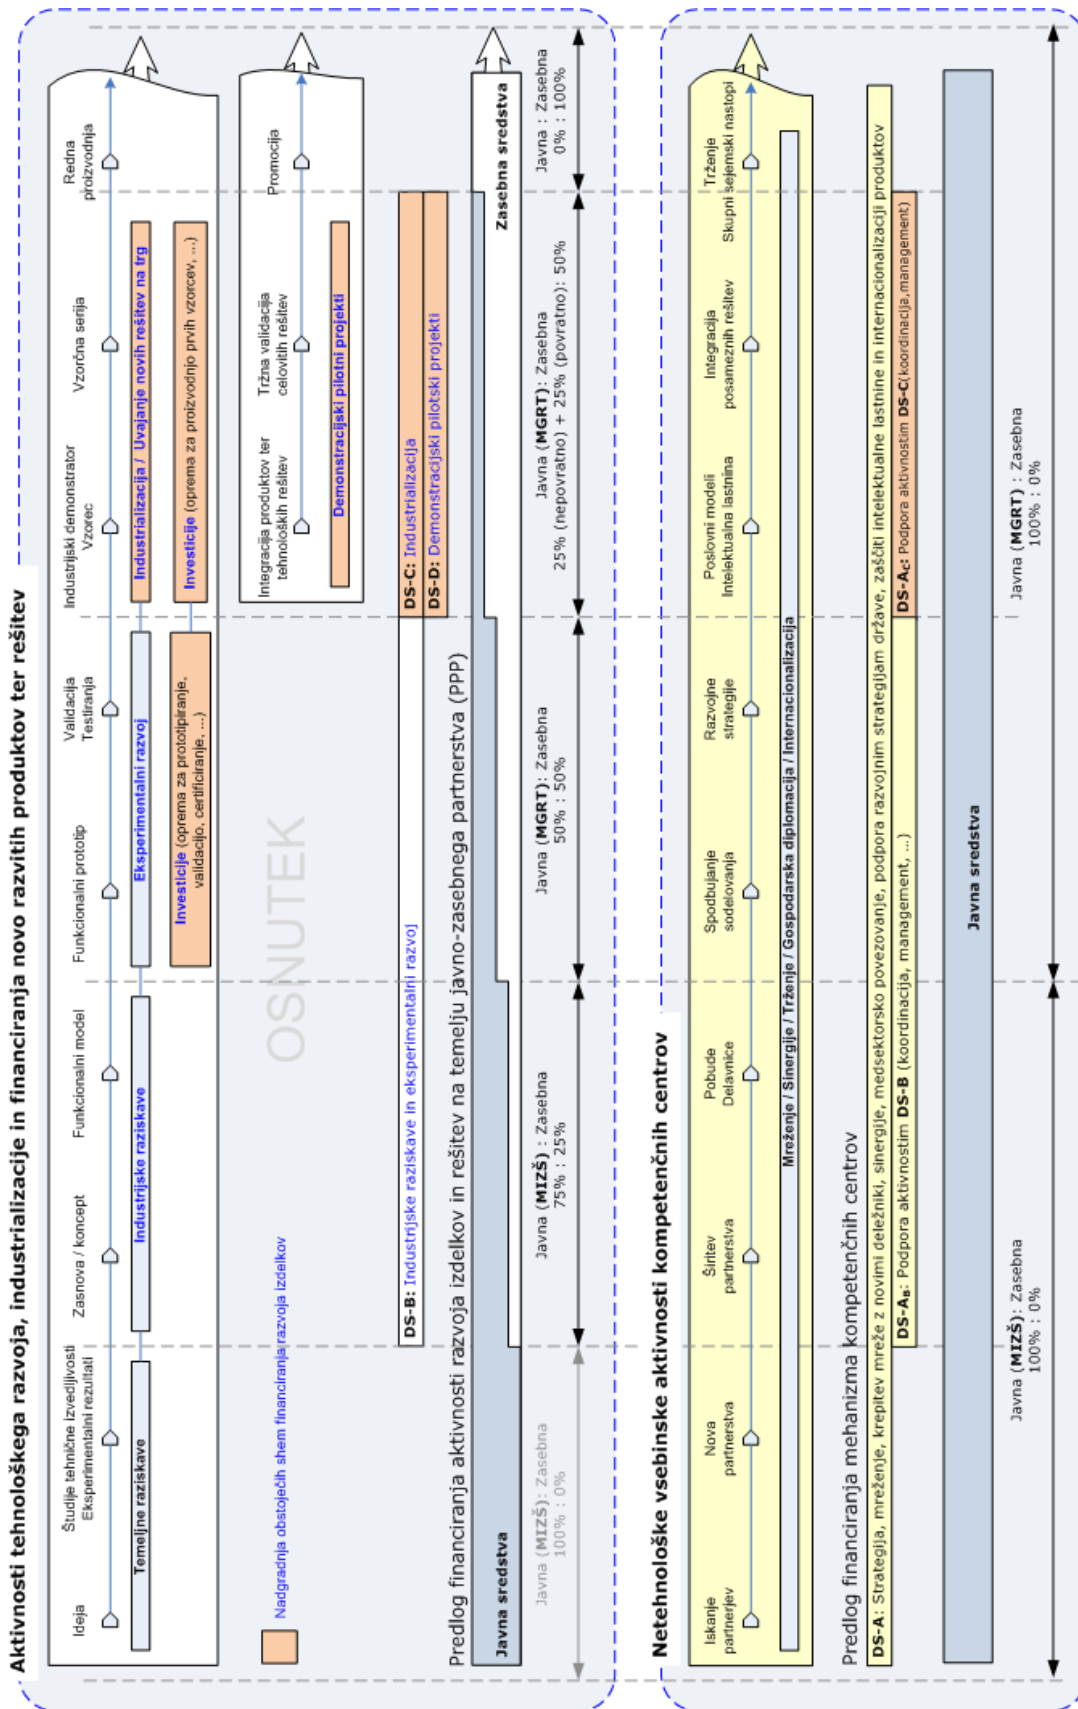 Aktivnosti tehnološkega razvoja, industrializacije in financiranja novo razvitih produktov ter rešitev
Ideja
Študije tehnične izvedljivosti
Eksperimentalni rezultati
Zasnova / koncept
Funkcionalni model
Funkcionalni prototip
Validacija
Testiranja
Industrijski demonstrator
Vzorec
Vzorčna serija
Redna
proizvodnja
Temeljne raziskave
Industrijske raziskave
Eksperimentalni razvoj
Industrializacija / Uvajanje novih rešitev na trg
Investicije (oprema za prototipiranje,
validacijo, certificiranje, ...)
Investicije (oprema za proizvodnjo prvih vzorcev, ...)
Nadgradnja obstoječih shem financiranja razvoja izdelkov
OSNUTEK
Integracija produktov ter
tehnoloških rešitev
Tržna validacija
celovitih rešitev
Promocija
Demonstracijski pilotni projekti
DS-B: Industrijske raziskave in eksperimentalni razvoj
DS-C: Industrializacija
DS-D: Demonstracijski pilotski projekti
Predlog financiranja aktivnosti razvoja izdelkov in rešitev na temelju javno-zasebnega partnerstva (PPP)
Javna sredstva
Zasebna sredstva
Javna (MIZŠ): Zasebna
100% : 0%
Javna (MIZŠ) : Zasebna
75% : 25%
Javna (MGRT): Zasebna
50% : 50%
Javna (MGRT): Zasebna
25% (nepovratno) + 25% (povratno): 50%
Javna : Zasebna
0% : 100%
Netehnološke vsebinske aktivnosti kompetenčnih centrov
Iskanje
partnerjev
Nova
partnerstva
Širitev
partnerstva
Pobude
Delavnice
Spodbujanje
sodelovanja
Razvojne
strategije
Poslovni modeli
Intelektualna lastnina
Integracija
posameznih rešitev
Trženje
Skupni sejemski nastopi
Mreženje / Sinergije / Trženje / Gospodarska diplomacija / Internacionalizacija
Predlog financiranja mehanizma kompetenčnih centrov
DS-A: Strategija, mreženje, krepitev mreže z novimi deležniki, sinergije, medsektorsko povezovanje, podpora razvojnim strategijam države, zaščiti intelektualne lastnine in internacionalizaciji produktov
DS-AB: Podpora aktivnostim DS-B (koordinacija, management, ...)
DS-AC: Podpora aktivnostim DS-C(koordinacija,management)
Javna sredstva
Javna (MIZŠ): Zasebna
100% : 0%
Javna (MGRT) : Zasebna
100% : 0%